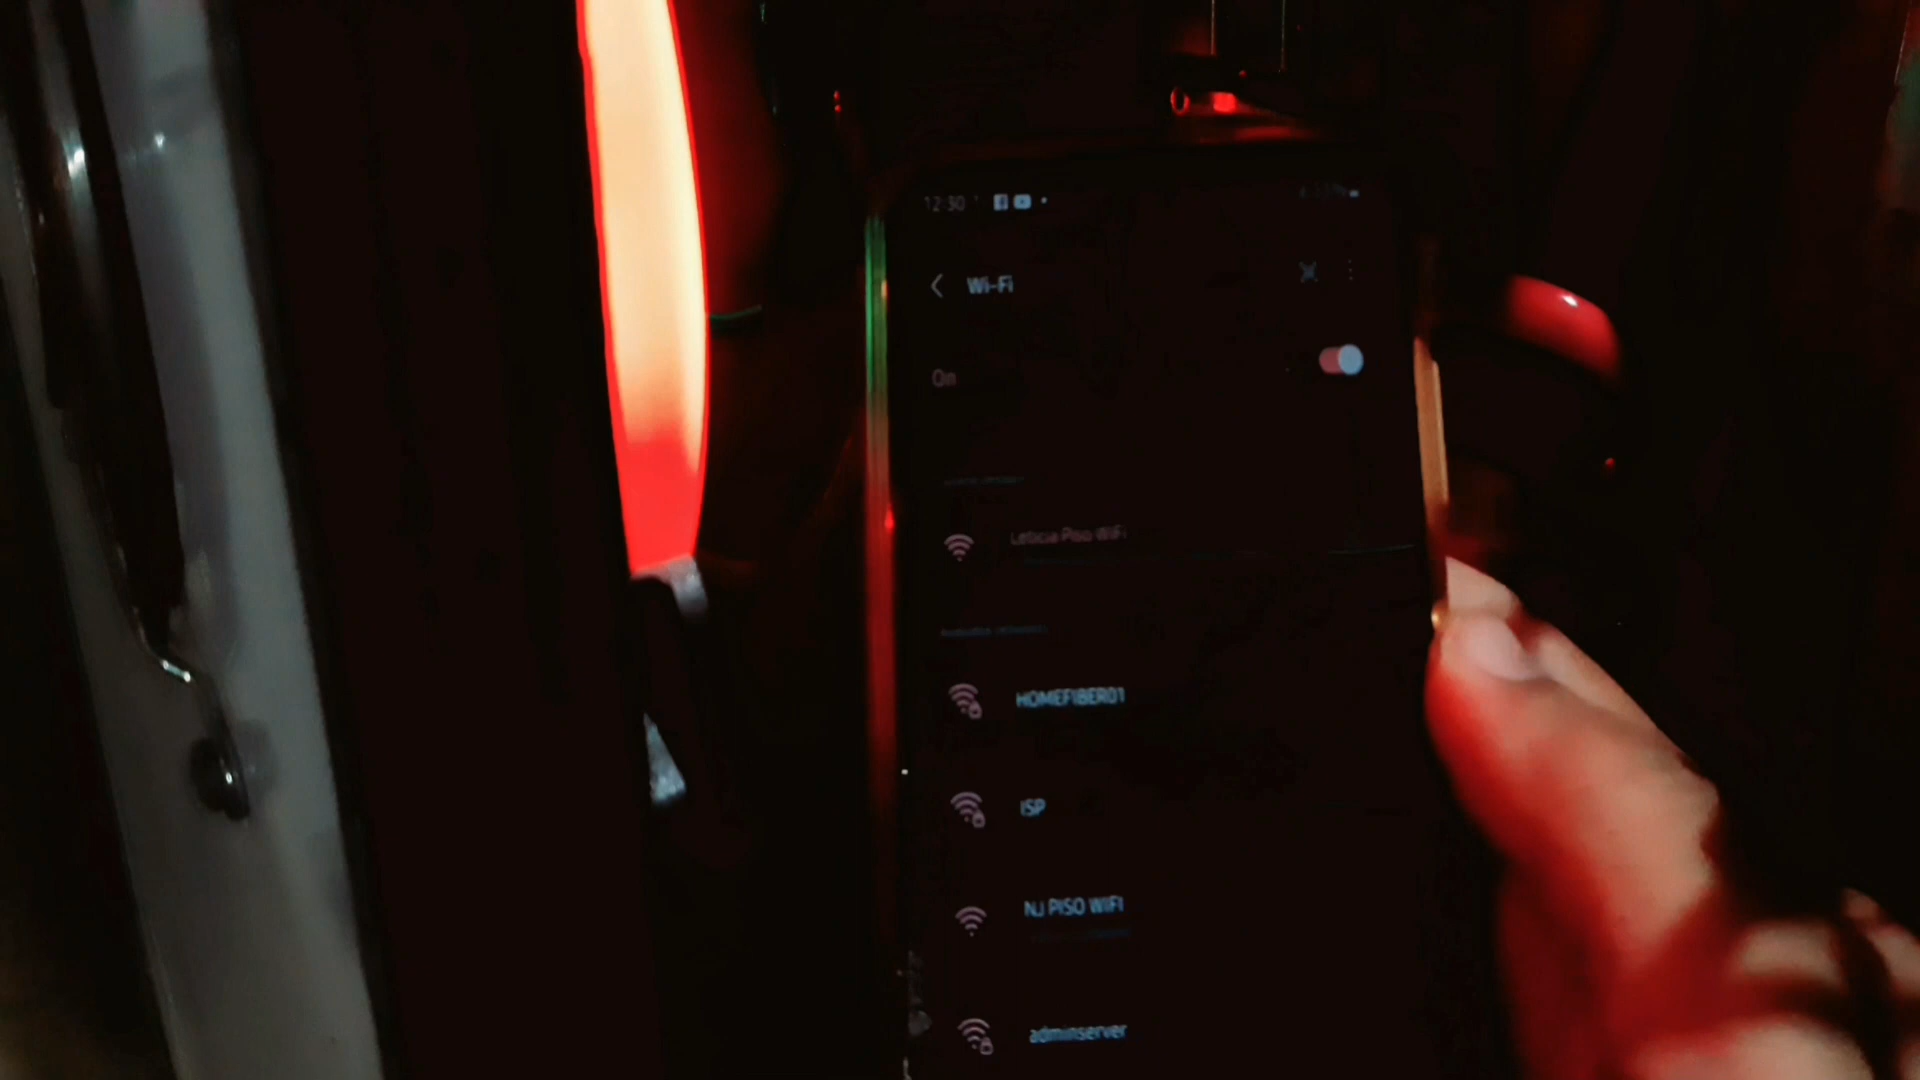 12:30
Wi-Fi
On
Leticia Piso WiFi
HOMEFIBER01
ISP
NJ PISO WIFI
adminserver